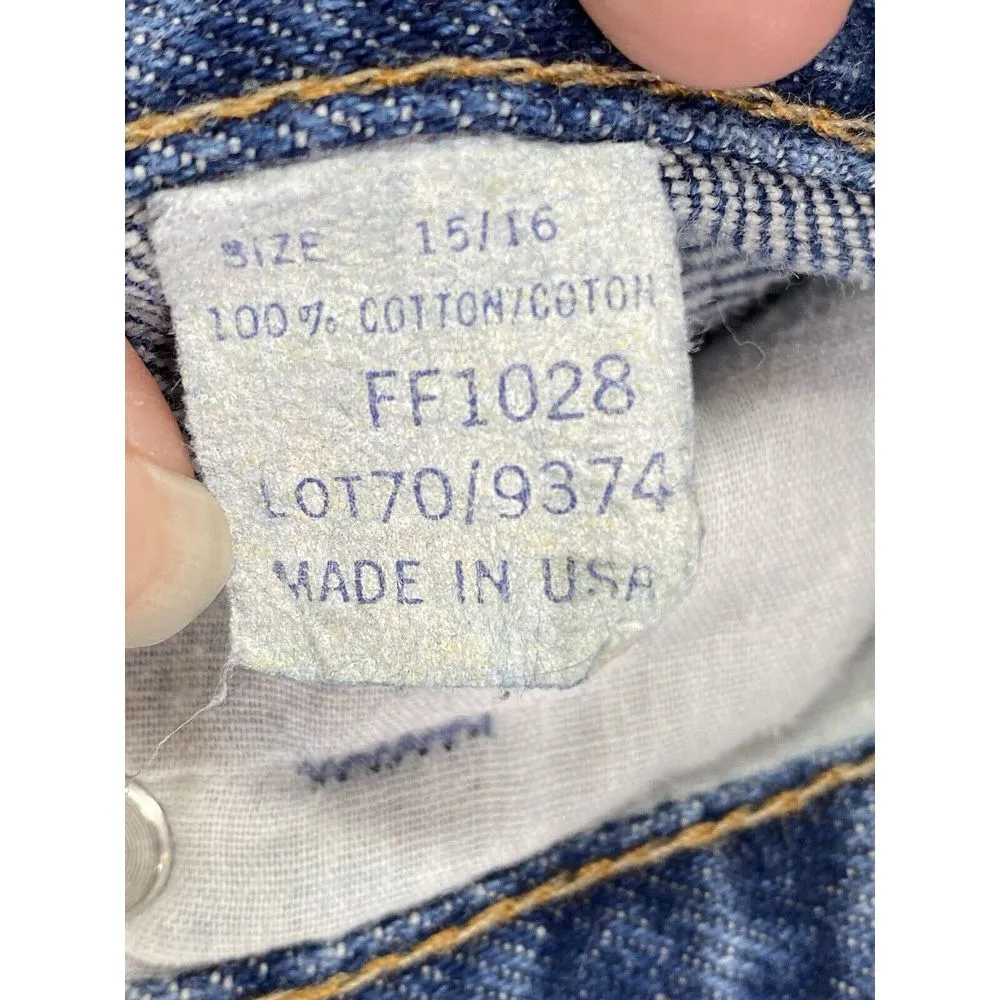 SIZE 15/16
100% COTTON/COTON
FF1028
LOT70/9374
MADE IN USA